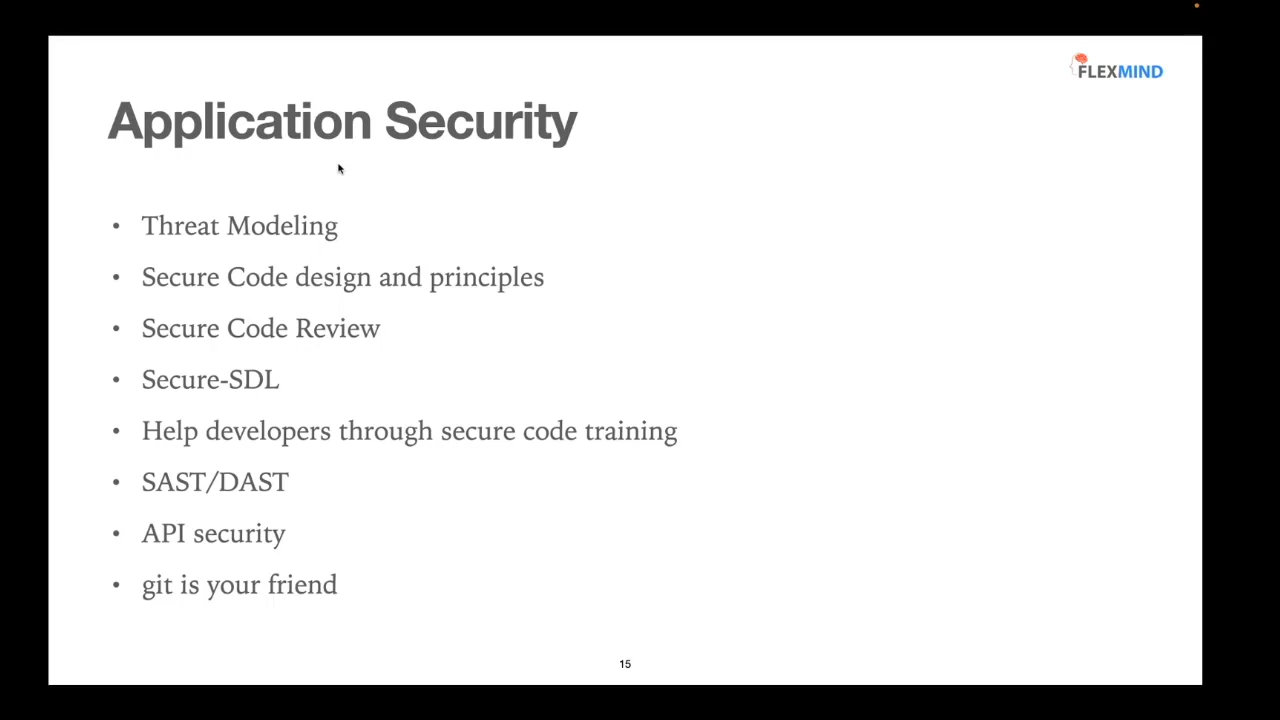 FLEXMIND
Application Security
• Threat Modeling
• Secure Code design and principles
• Secure Code Review
• Secure-SDL
• Help developers through secure code training
• SAST/DAST
• API security
• git is your friend
15